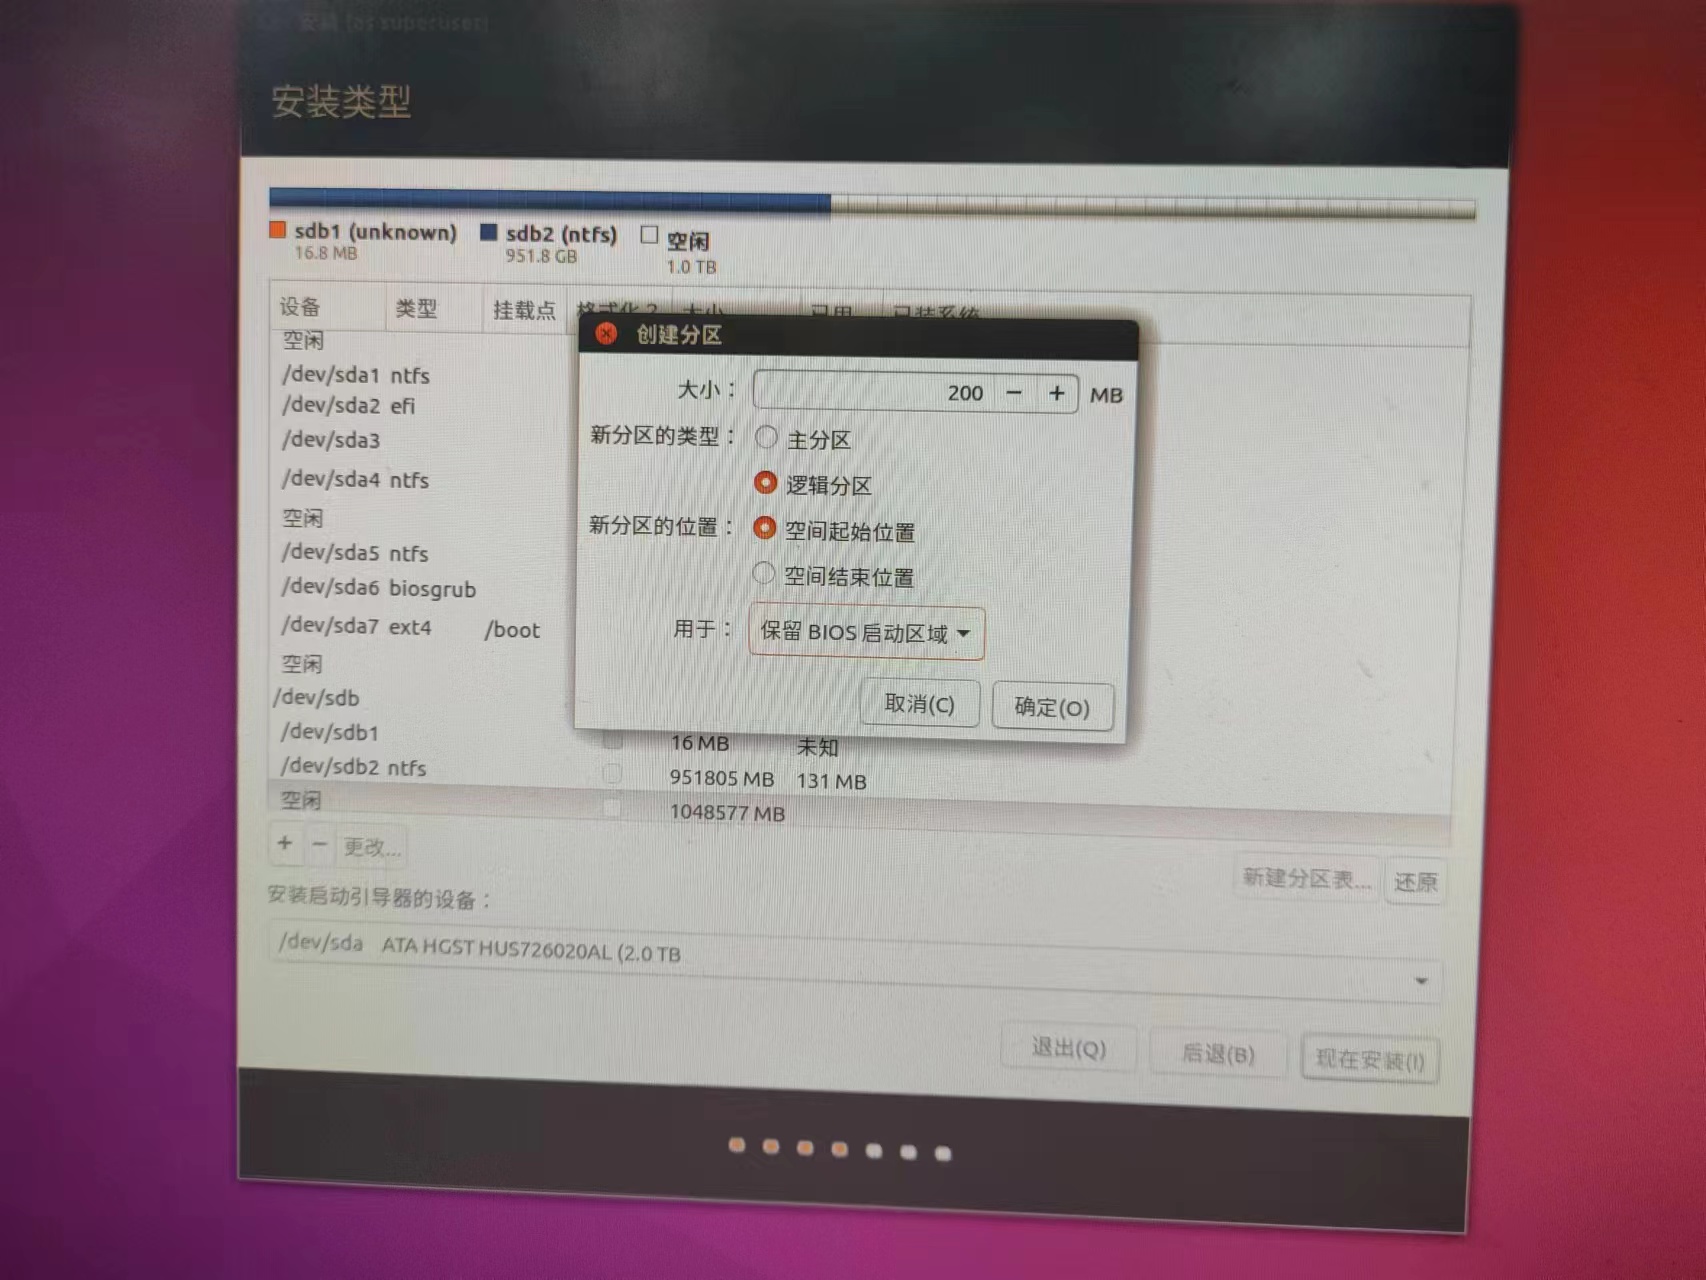 安装 (as superuser)
安装类型
sdb1 (unknown) sdb2 (ntfs) 空闲
16.8 MB 951.8 GB 1.0 TB
设备 类型 挂载点 格式化? 大小 已用 已装系统
空闲
/dev/sda1 ntfs
/dev/sda2 efi
/dev/sda3
/dev/sda4 ntfs
空闲
/dev/sda5 ntfs
/dev/sda6 biosgrub
/dev/sda7 ext4 /boot
空闲
/dev/sdb
/dev/sdb1 16 MB 未知
/dev/sdb2 ntfs 951805 MB 131 MB
空闲 1048577 MB
创建分区
大小： 200 － + MB
新分区的类型： 主分区
逻辑分区
新分区的位置： 空间起始位置
空间结束位置
用于： 保留 BIOS 启动区域
取消(C) 确定(O)
+ － 更改... 新建分区表... 还原
安装启动引导器的设备：
/dev/sda ATA HGST HUS726020AL (2.0 TB
退出(Q) 后退(B) 现在安装(I)